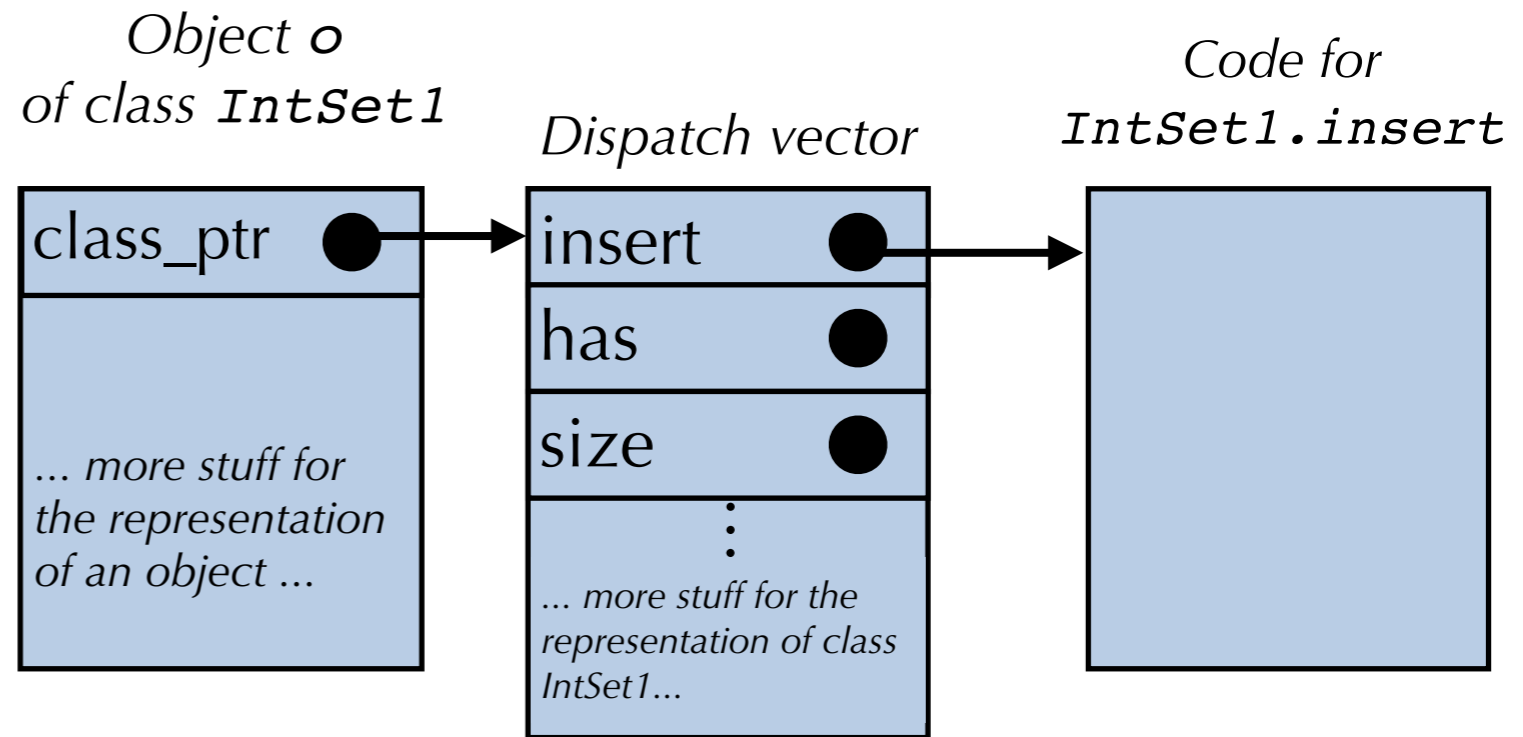 Object o
of class IntSet1
class_ptr
... more stuff for
the representation
of an object ...
Dispatch vector
insert
has
size
... more stuff for the
representation of class
IntSet1...
Code for
IntSet1.insert